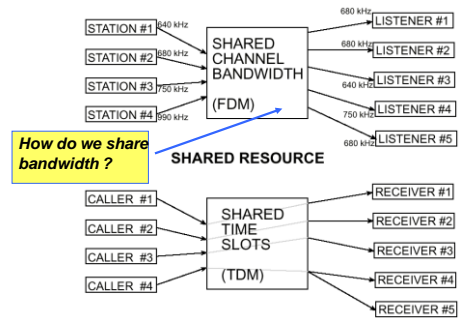 STATION #1
640 kHz
STATION #2
680 kHz
STATION #3
750 kHz
STATION #4
990 kHz
SHARED
CHANNEL
BANDWIDTH
(FDM)
680 kHz
LISTENER #1
680 kHz
LISTENER #2
LISTENER #3
640 kHz
LISTENER #4
750 kHz
LISTENER #5
680 kHz
How do we share
bandwidth ?
SHARED RESOURCE
CALLER #1
CALLER #2
CALLER #3
CALLER #4
SHARED
TIME
SLOTS
(TDM)
RECEIVER #1
RECEIVER #2
RECEIVER #3
RECEIVER #4
RECEIVER #5